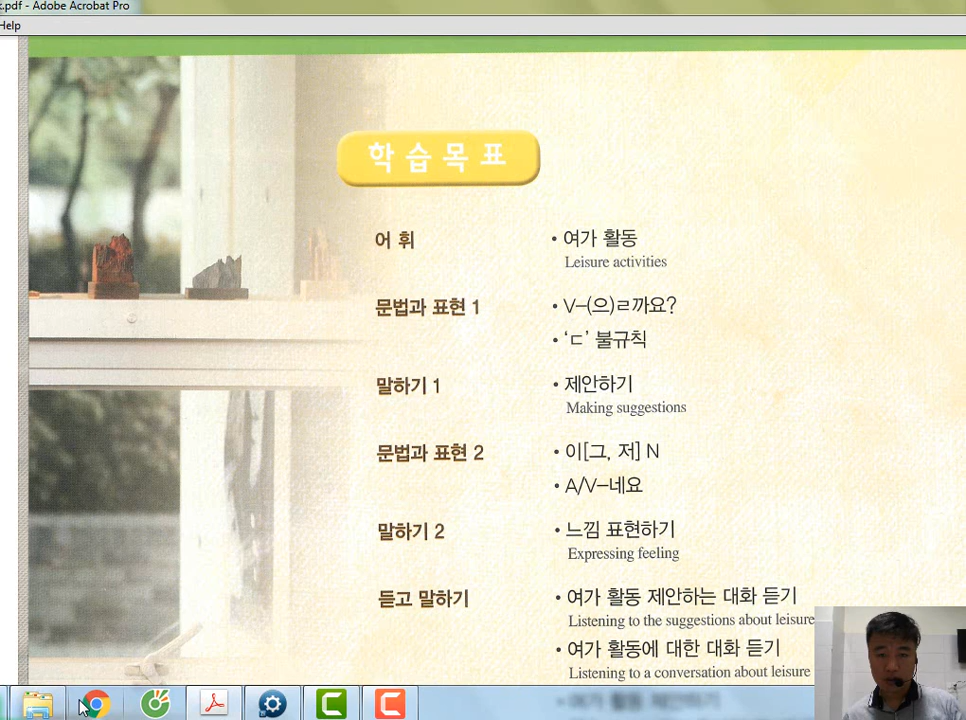 .pdf - Adobe Acrobat Pro
Help
학습목표
어 휘
• 여가 활동
Leisure activities
문법과 표현 1
• V-(으)ㄹ까요?
• ‘ㄷ’ 불규칙
말하기 1
• 제안하기
Making suggestions
문법과 표현 2
• 이[그, 저] N
• A/V-네요
말하기 2
• 느낌 표현하기
Expressing feeling
듣고 말하기
• 여가 활동 제안하는 대화 듣기
Listening to the suggestions about leisure
• 여가 활동에 대한 대화 듣기
Listening to a conversation about leisure